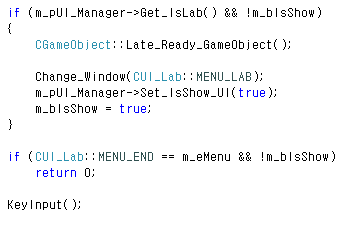 if (m_pUI_Manager->Get_IsLab() && !m_bIsShow)
{
    CGameObject::Late_Ready_GameObject();

    Change_Window(CUI_Lab::MENU_LAB);
    m_pUI_Manager->Set_IsShow_UI(true);
    m_bIsShow = true;
}

if (CUI_Lab::MENU_END == m_eMenu && !m_bIsShow)
    return 0;

KeyInput();